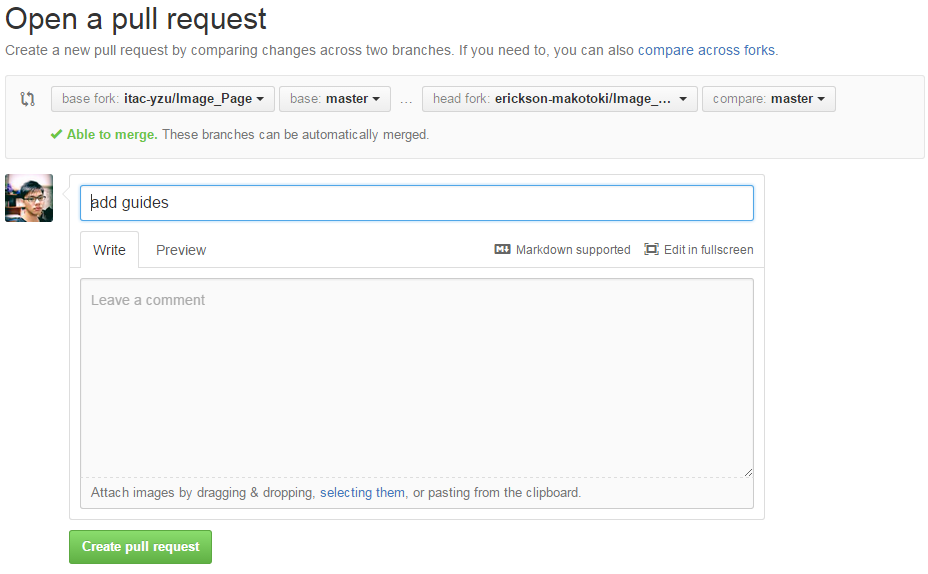 Open a pull request
Create a new pull request by comparing changes across two branches. If you need to, you can also compare across forks.
base fork: itac-yzu/Image_Page base: master ... head fork: erickson-makotoki/Image_... compare: master
Able to merge. These branches can be automatically merged.
add guides
Write Preview Markdown supported Edit in fullscreen
Leave a comment
Attach images by dragging & dropping, selecting them, or pasting from the clipboard.
Create pull request